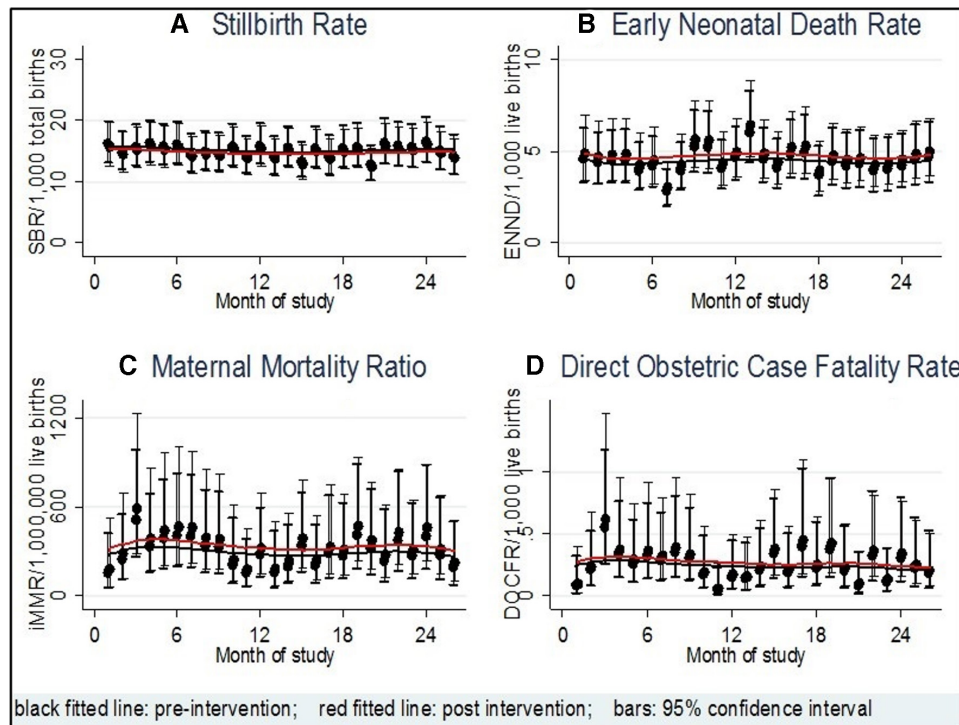 A Stillbirth Rate
SBR/1,000 total births
0 10 20 30
0 6 12 18 24
Month of study
B Early Neonatal Death Rate
ENND/1,000 live births
0 5 10
0 6 12 18 24
Month of study
C Maternal Mortality Ratio
iMMR/1,00,000 live births
0 600 1200
0 6 12 18 24
Month of study
D Direct Obstetric Case Fatality Rate
DOCFR/1,000 live births
0 .5 1
0 6 12 18 24
Month of study
black fitted line: pre-intervention; red fitted line: post intervention; bars: 95% confidence interval